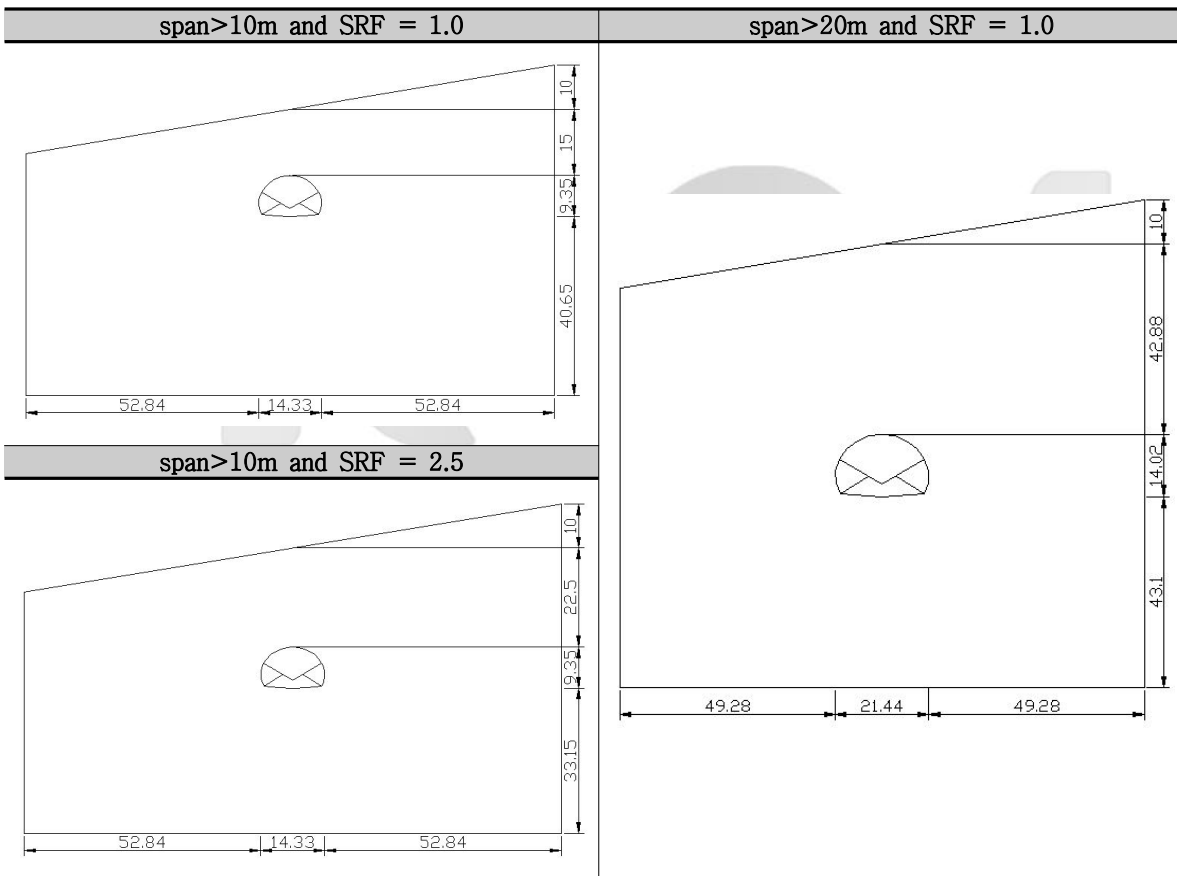 span>10m and SRF = 1.0
10
15
9.35
40.65
52.84 14.33 52.84
span>10m and SRF = 2.5
10
22.5
9.35
33.15
52.84 14.33 52.84
span>20m and SRF = 1.0
10
42.88
14.02
43.1
49.28 21.44 49.28